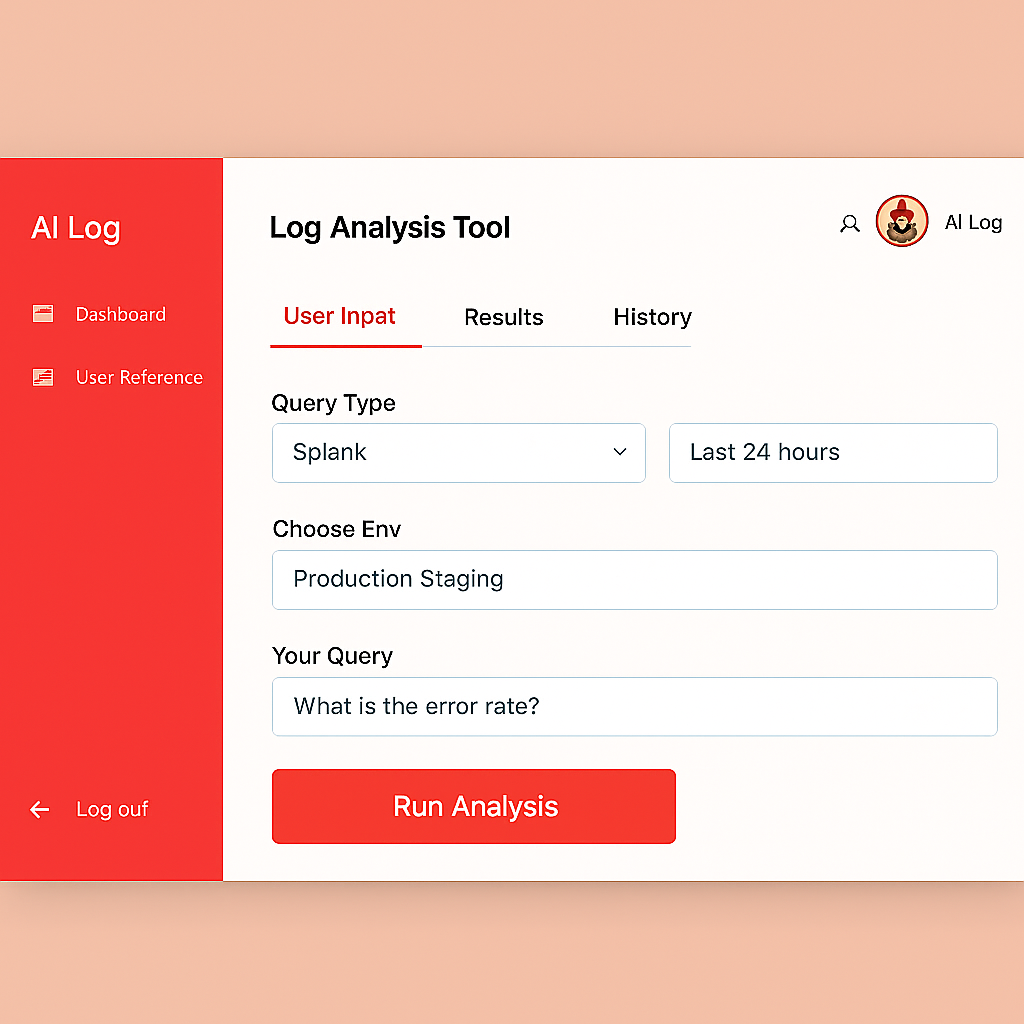 AI Log
Dashboard
User Reference
Log ouf
Log Analysis Tool
AI Log
User Inpat
Results
History
Query Type
Splank
Last 24 hours
Choose Env
Production Staging
Your Query
What is the error rate?
Run Analysis